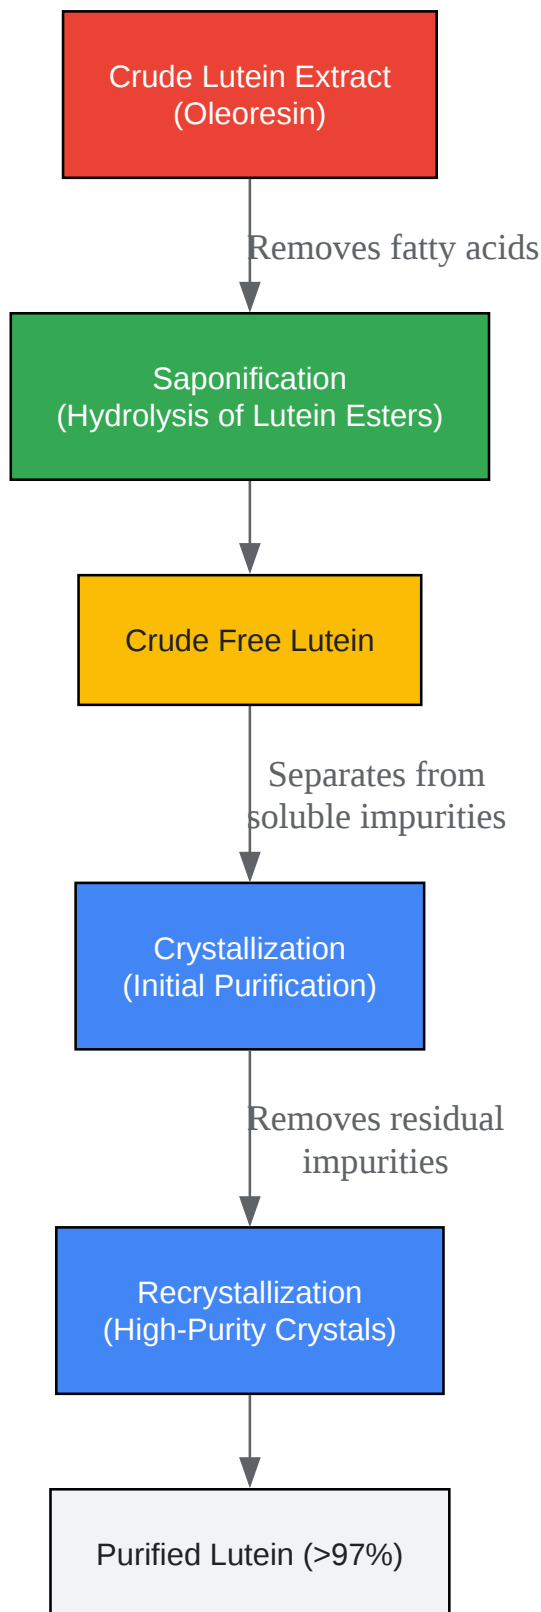 Crude Lutein Extract
(Oleoresin)
Removes fatty acids
Saponification
(Hydrolysis of Lutein Esters)
Crude Free Lutein
Separates from
soluble impurities
Crystallization
(Initial Purification)
Removes residual
impurities
Recrystallization
(High-Purity Crystals)
Purified Lutein (>97%)